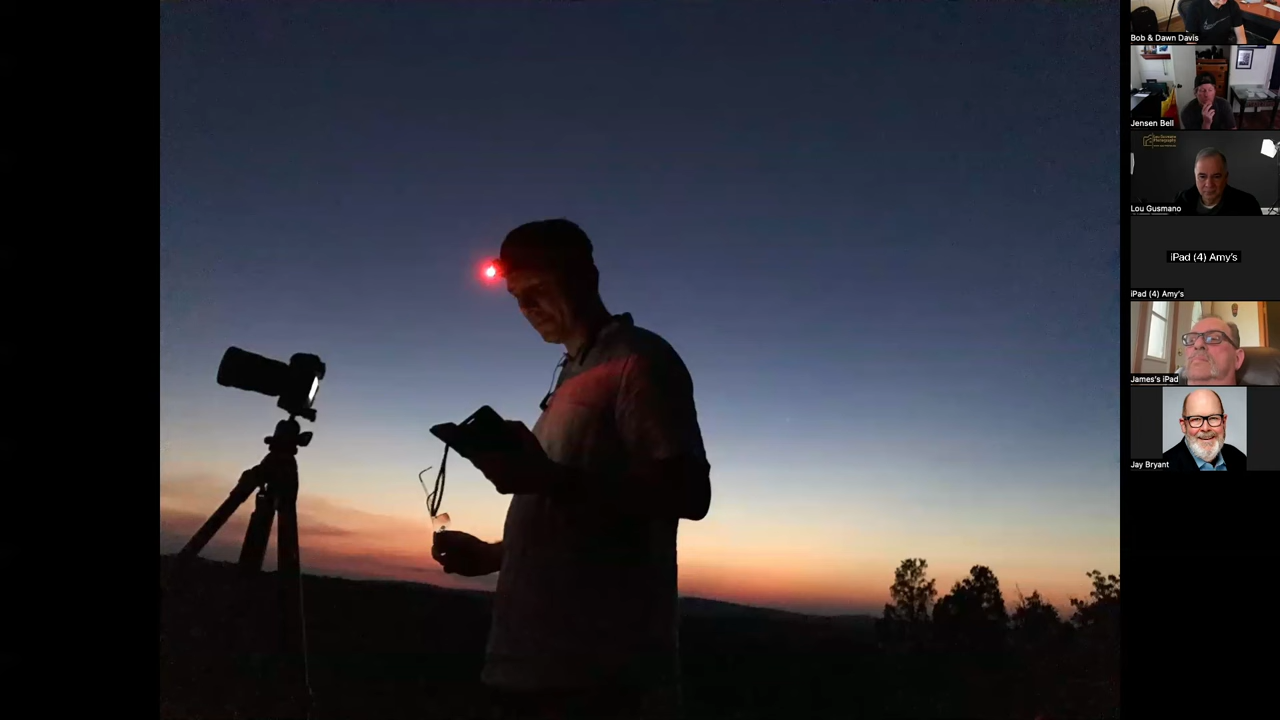 Bob & Dawn Davis
Jensen Bell
Lou Gusmano
iPad (4) Amy's
iPad (4) Amy's
James's iPad
Jay Bryant